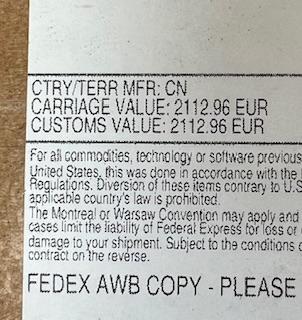 CTRY/TERR MFR: CN
CARRIAGE VALUE: 2112.96 EUR
CUSTOMS VALUE: 2112.96 EUR
For all commodities, technology or software previous
United States, this was done in accordance with the
Regulations. Diversion of these items contrary to U.S
applicable country's law is prohibited.
The Montreal or Warsaw Convention may apply and
cases limit the liability of Federal Express for loss or
damage to your shipment. Subject to the conditions
contract on the reverse.
FEDEX AWB COPY - PLEASE